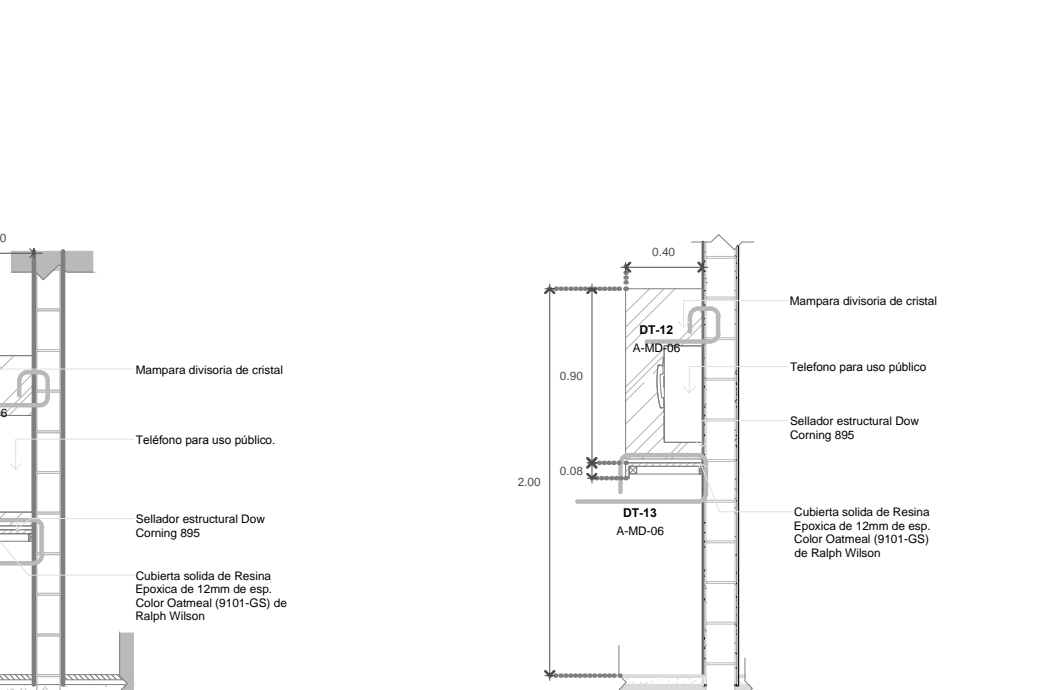 0
6
Mampara divisoria de cristal
Teléfono para uso público.
Sellador estructural Dow
Corning 895
Cubierta solida de Resina
Epoxica de 12mm de esp.
Color Oatmeal (9101-GS) de
Ralph Wilson
0.40
Mampara divisoria de cristal
DT-12
A-MD-06
Telefono para uso público
0.90
Sellador estructural Dow
Corning 895
0.08
2.00
DT-13
A-MD-06
Cubierta solida de Resina
Epoxica de 12mm de esp.
Color Oatmeal (9101-GS)
de Ralph Wilson